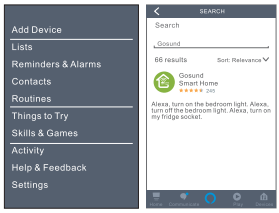 Add Device
Lists
Reminders & Alarms
Contacts
Routines
Things to Try
Skills & Games
Activity
Help & Feedback
Settings
SEARCH
Search
Gosund
66 results
Sort: Relevance
Gosund
Smart Home
245
Alexa, turn on the bedroom light. Alexa,
turn off the bedroom light. Alexa, turn on
my fridge socket.
Home
Communicate
Play
Devices